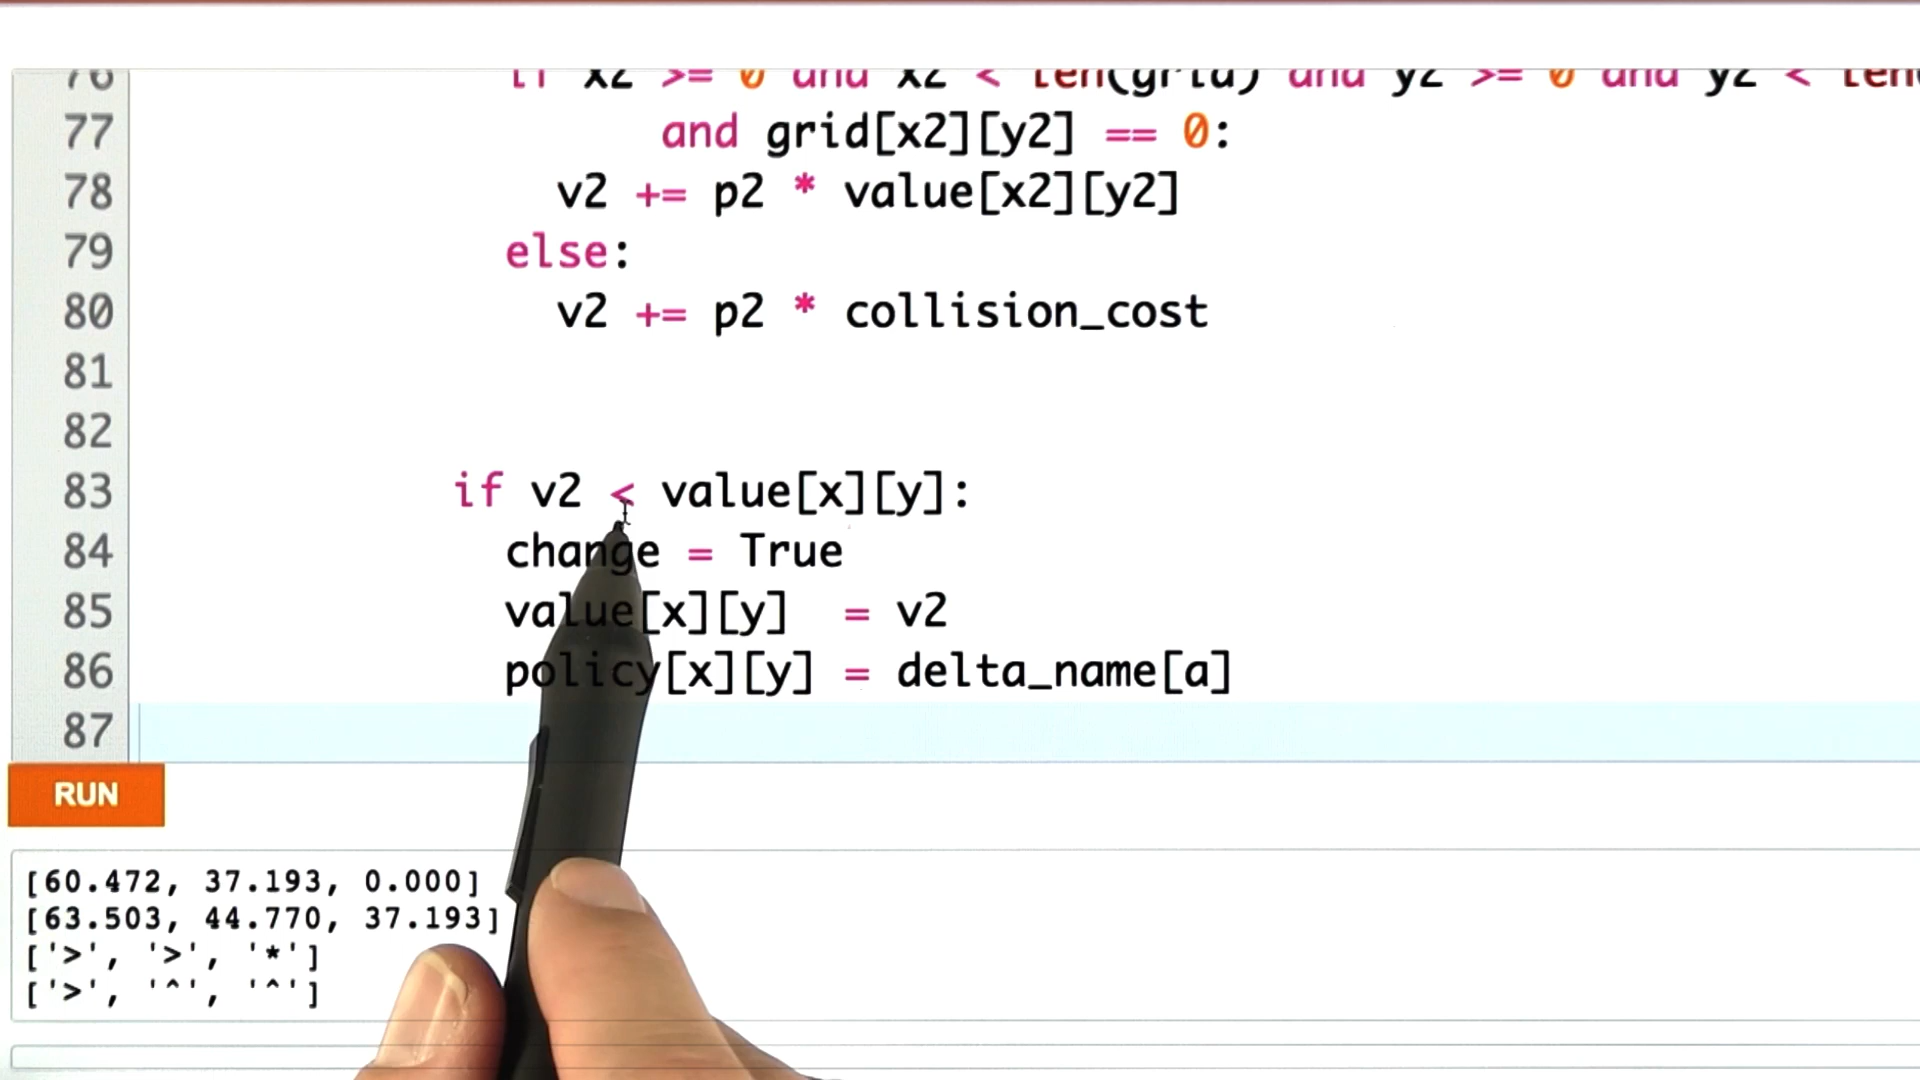 76 if x2 >= 0 and x2 < len(grid) and y2 >= 0 and y2 < len
77 and grid[x2][y2] == 0:
78 v2 += p2 * value[x2][y2]
79 else:
80 v2 += p2 * collision_cost
81
82
83 if v2 < value[x][y]:
84 change = True
85 value[x][y] = v2
86 policy[x][y] = delta_name[a]
87
RUN
[60.472, 37.193, 0.000]
[63.503, 44.770, 37.193]
['>', '>', '*']
['>', '^', '^']